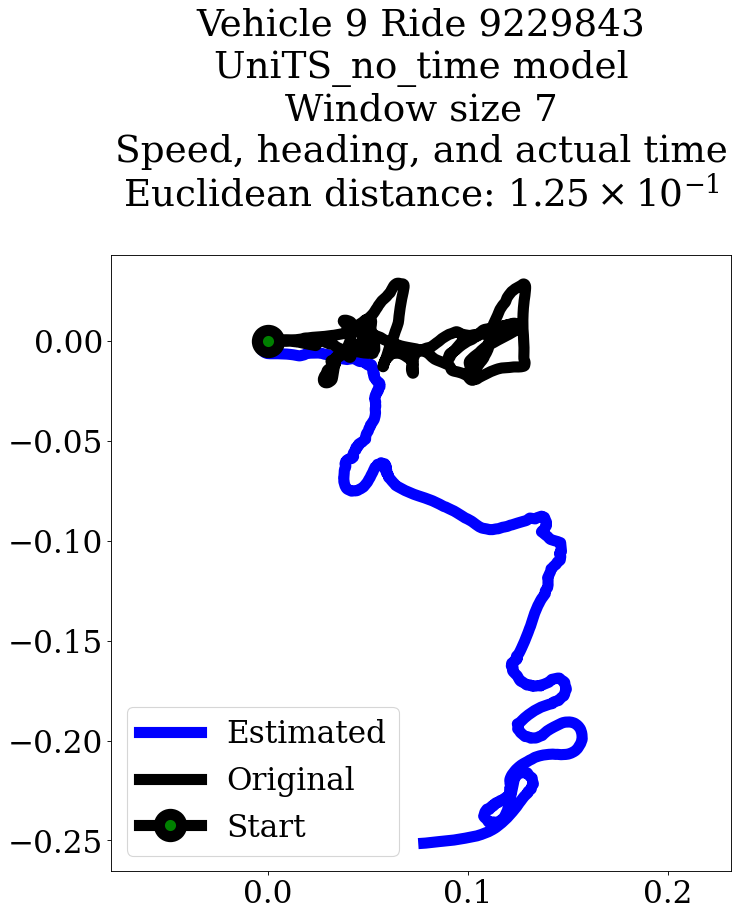 Vehicle 9 Ride 9229843
UniTS_no_time model
Window size 7
Speed, heading, and actual time
Euclidean distance: 1.25 × 10⁻¹
0.00
−0.05
−0.10
−0.15
−0.20
−0.25
Estimated
Original
Start
0.0 0.1 0.2